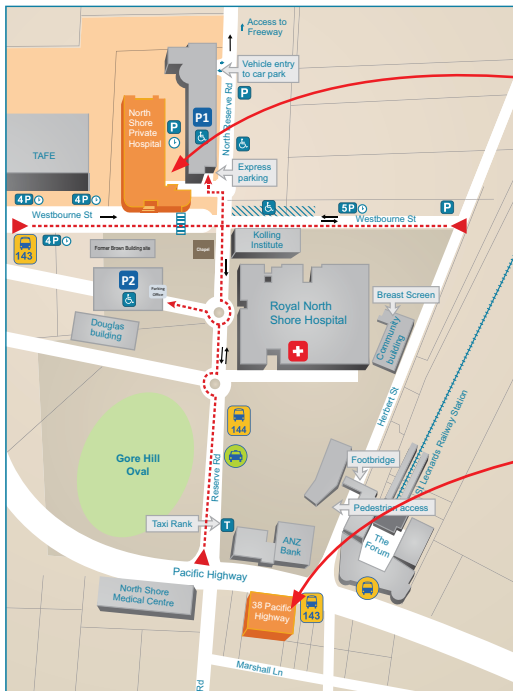 Access to
Freeway
Vehicle entry
to car park
P
North
Shore
Private
Hospital
P
P1
North Reserve Rd
TAFE
Express
parking
4P
4P
5P
P
Westbourne St
Westbourne St
143
4P
Former Brown Building site
Chapel
Kolling
Institute
P2
Parking
Office
Royal North
Shore Hospital
Breast Screen
Douglas
building
Community
building
Herbert St
St Leonards Railway Station
144
Gore Hill
Oval
Reserve Rd
Footbridge
Pedestrian access
Taxi Rank
T
ANZ
Bank
The
Forum
Pacific Highway
North Shore
Medical Centre
38 Pacific
Highway
143
Marshall Ln
Rd